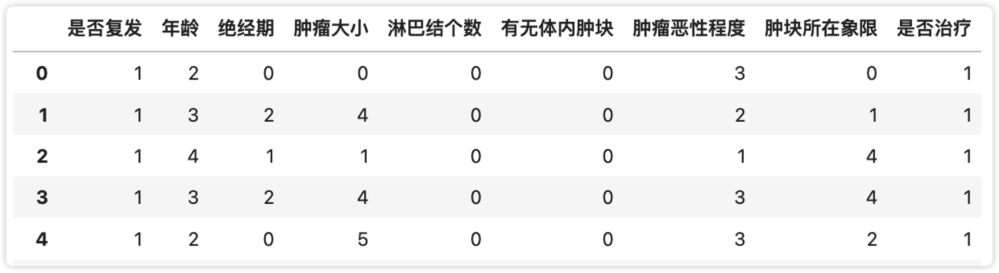 是否复发 年龄 绝经期 肿瘤大小 淋巴结个数 有无体内肿块 肿瘤恶性程度 肿块所在象限 是否治疗
0 1 2 0 0 0 0 3 0 1
1 1 3 2 4 0 0 2 1 1
2 1 4 1 1 0 0 1 4 1
3 1 3 2 4 0 0 3 4 1
4 1 2 0 5 0 0 3 2 1